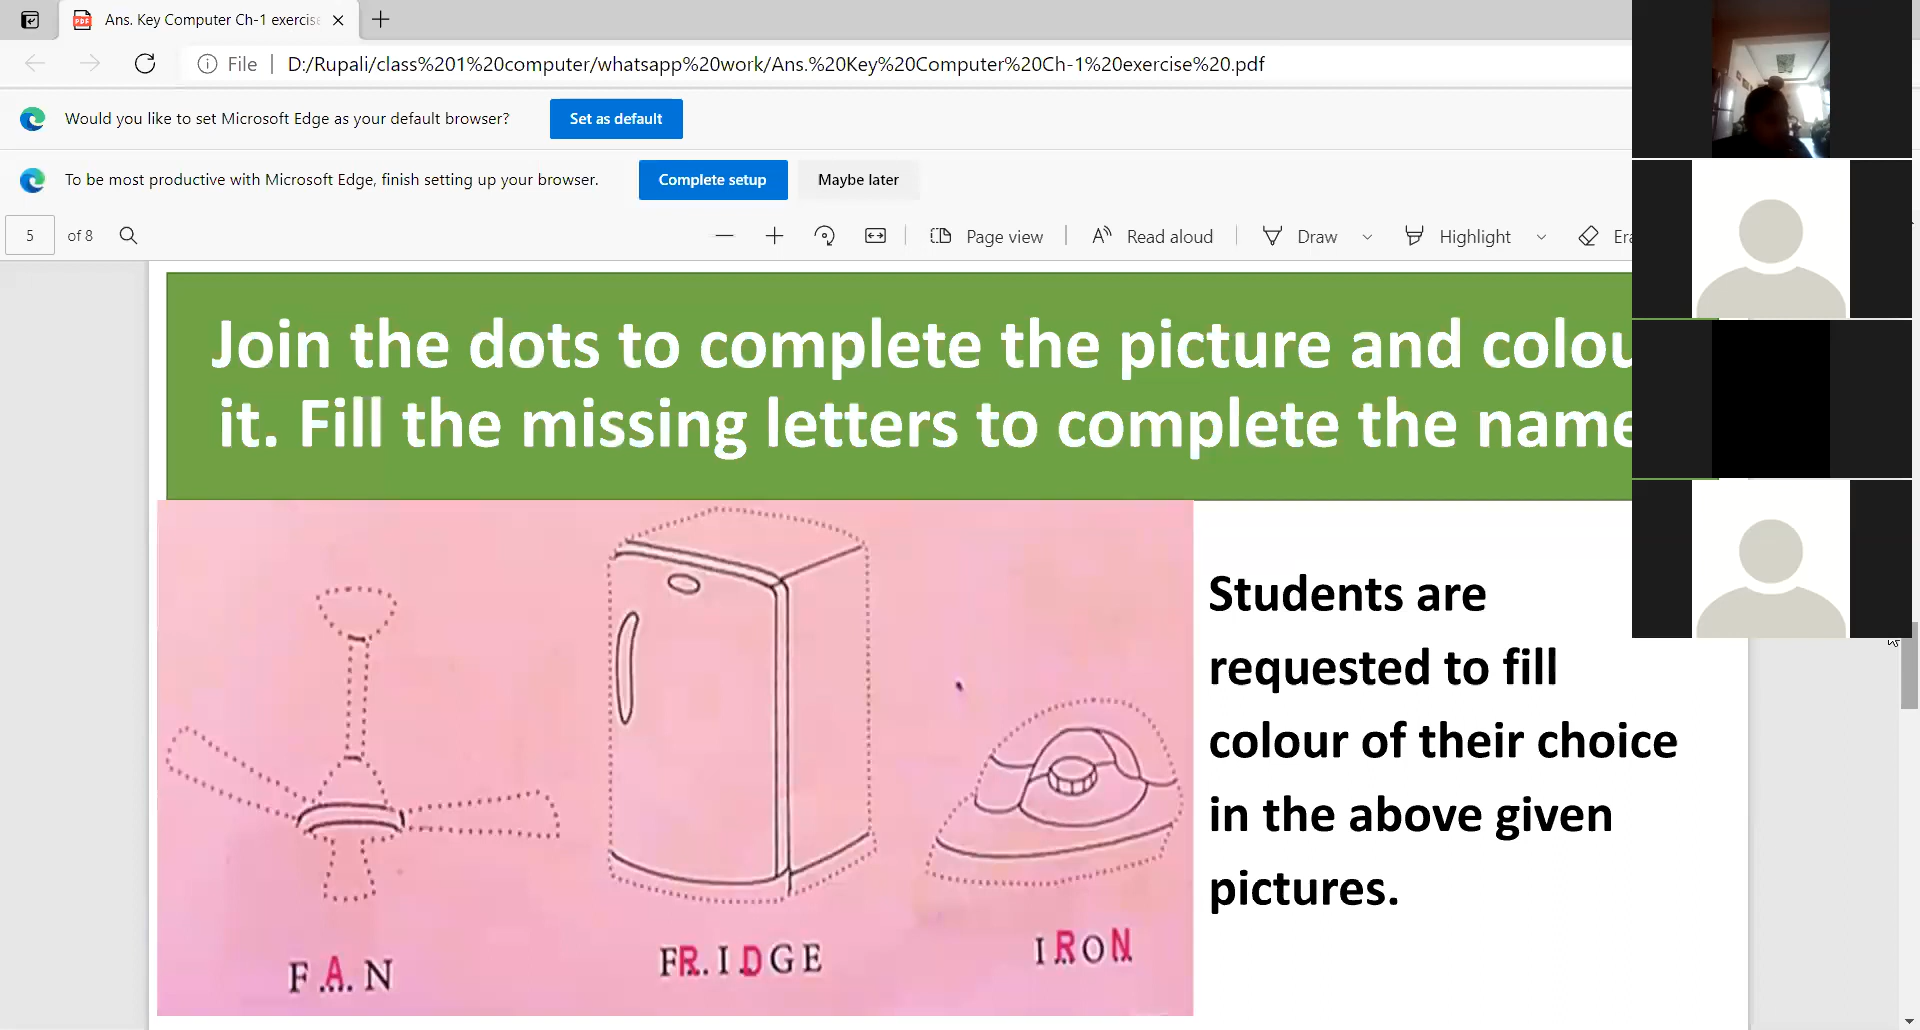 Ans. Key Computer Ch-1 exercis
File
D:/Rupali/class%201%20computer/whatsapp%20work/Ans.%20Key%20Computer%20Ch-1%20exercise%20.pdf
Would you like to set Microsoft Edge as your default browser?
Set as default
To be most productive with Microsoft Edge, finish setting up your browser.
Complete setup
Maybe later
5 of 8
Page view
Read aloud
Draw
Highlight
Era
Join the dots to complete the picture and colou
it. Fill the missing letters to complete the name
Students are
requested to fill
colour of their choice
in the above given
pictures.
F.A.N
FR.IDGE
IRON